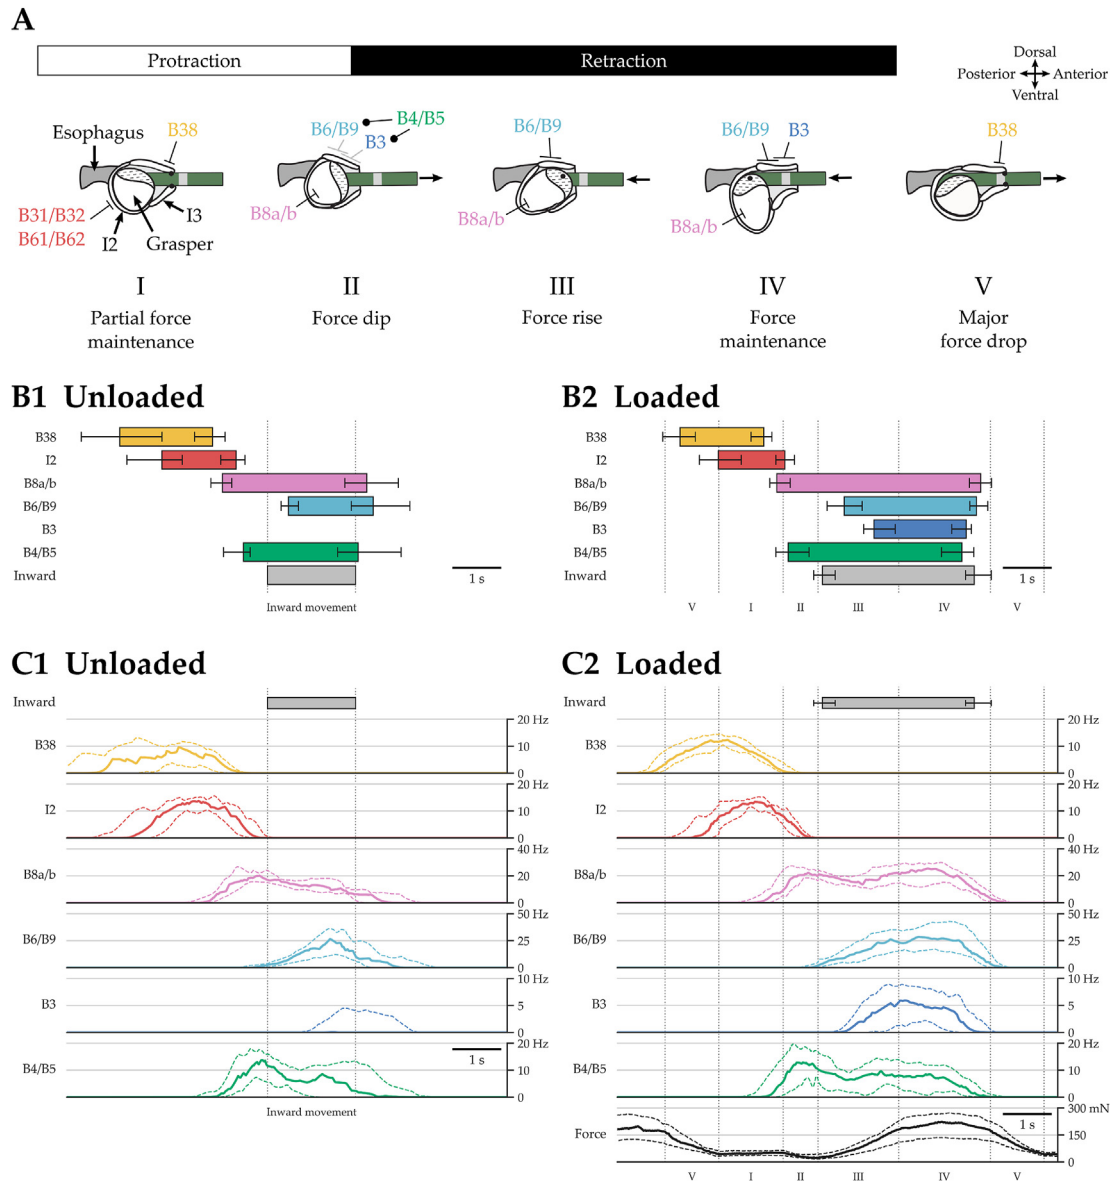 A
Protraction
Retraction
Dorsal
Posterior
Anterior
Ventral
Esophagus
B38
B6/B9
B4/B5
B3
B6/B9
B6/B9
B3
B38
B31/B32
B61/B62
I2
Grasper
I3
B8a/b
B8a/b
B8a/b
I
II
III
IV
V
Partial force
maintenance
Force dip
Force rise
Force
maintenance
Major
force drop
B1 Unloaded
B38
I2
B8a/b
B6/B9
B3
B4/B5
Inward
1 s
Inward movement
B2 Loaded
B38
I2
B8a/b
B6/B9
B3
B4/B5
Inward
1 s
V
I
II
III
IV
V
C1 Unloaded
Inward
B38
20 Hz
10
0
I2
20 Hz
10
0
B8a/b
40 Hz
20
0
B6/B9
50 Hz
25
0
B3
10 Hz
5
0
B4/B5
1 s
20 Hz
10
0
Inward movement
C2 Loaded
Inward
B38
20 Hz
10
0
I2
20 Hz
10
0
B8a/b
40 Hz
20
0
B6/B9
50 Hz
25
0
B3
10 Hz
5
0
B4/B5
20 Hz
10
0
Force
300 mN
150
0
1 s
V
I
II
III
IV
V